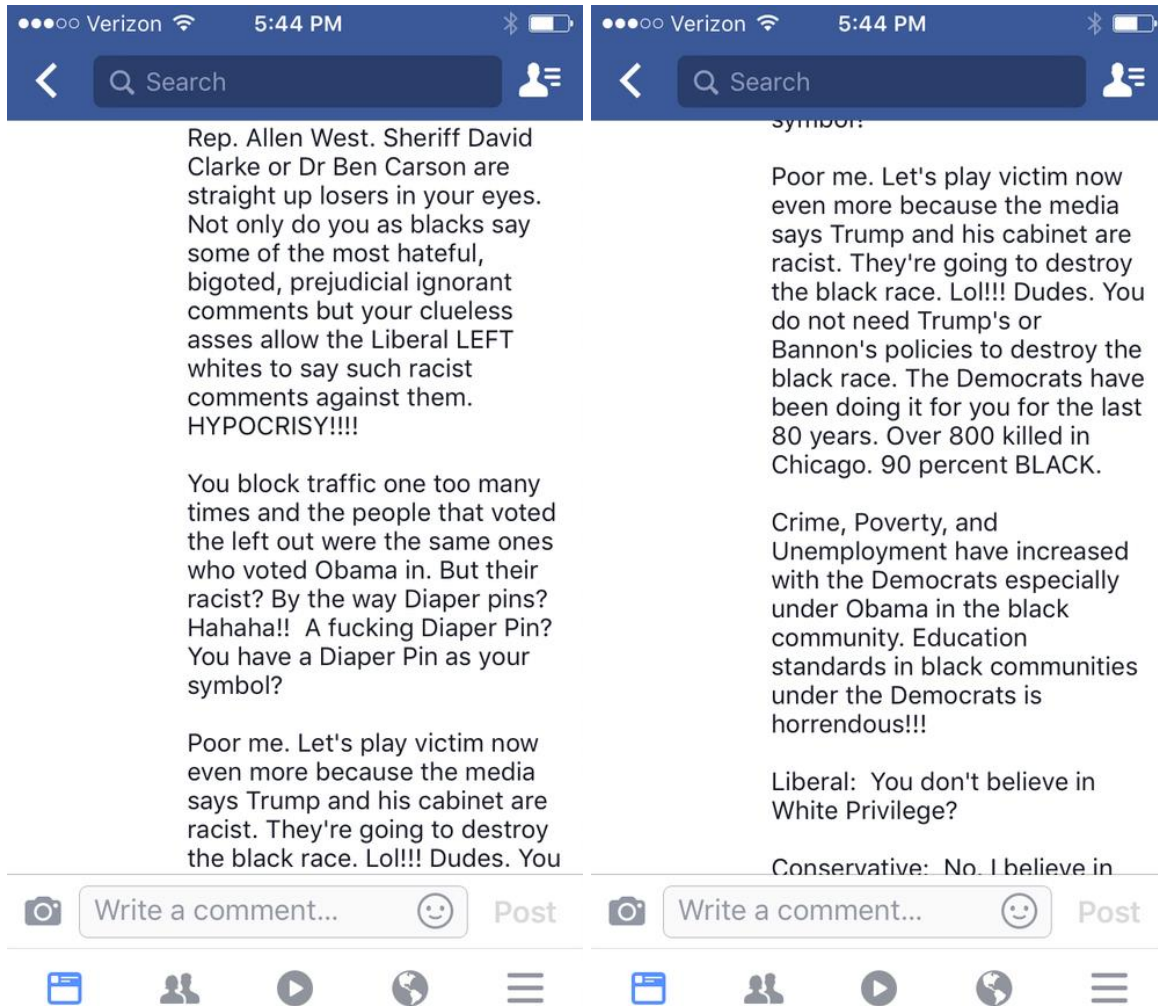 Verizon 5:44 PM
Search
Rep. Allen West. Sheriff David
Clarke or Dr Ben Carson are
straight up losers in your eyes.
Not only do you as blacks say
some of the most hateful,
bigoted, prejudicial ignorant
comments but your clueless
asses allow the Liberal LEFT
whites to say such racist
comments against them.
HYPOCRISY!!!!
You block traffic one too many
times and the people that voted
the left out were the same ones
who voted Obama in. But their
racist? By the way Diaper pins?
Hahaha!!  A fucking Diaper Pin?
You have a Diaper Pin as your
symbol?
Poor me. Let's play victim now
even more because the media
says Trump and his cabinet are
racist. They're going to destroy
the black race. Lol!!! Dudes. You
Write a comment... Post
Verizon 5:44 PM
Search
symbol?
Poor me. Let's play victim now
even more because the media
says Trump and his cabinet are
racist. They're going to destroy
the black race. Lol!!! Dudes. You
do not need Trump's or
Bannon's policies to destroy the
black race. The Democrats have
been doing it for you for the last
80 years. Over 800 killed in
Chicago. 90 percent BLACK.
Crime, Poverty, and
Unemployment have increased
with the Democrats especially
under Obama in the black
community. Education
standards in black communities
under the Democrats is
horrendous!!!
Liberal:  You don't believe in
White Privilege?
Conservative:  No. I believe in
Write a comment... Post